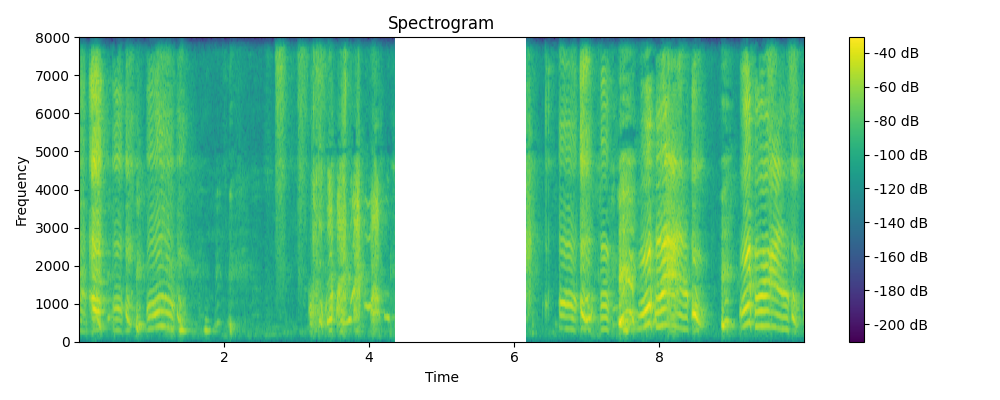 Spectrogram
8000
7000
6000
5000
4000
3000
2000
1000
0
Frequency
2 4 6 8
Time
-40 dB
-60 dB
-80 dB
-100 dB
-120 dB
-140 dB
-160 dB
-180 dB
-200 dB